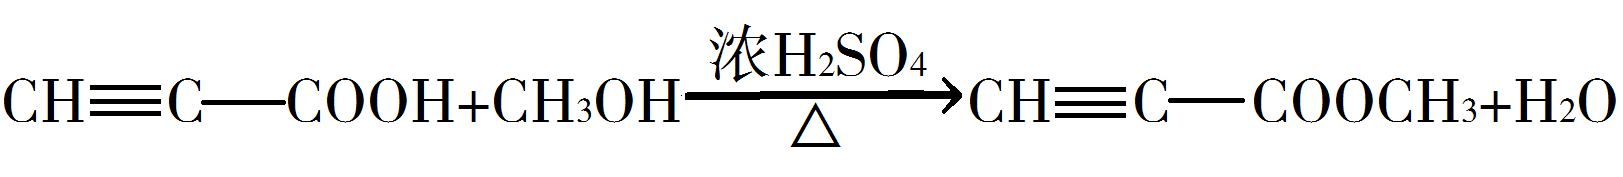 CH≡C—COOH+CH3OH 浓H2SO4 △ → CH≡C—COOCH3+H2O